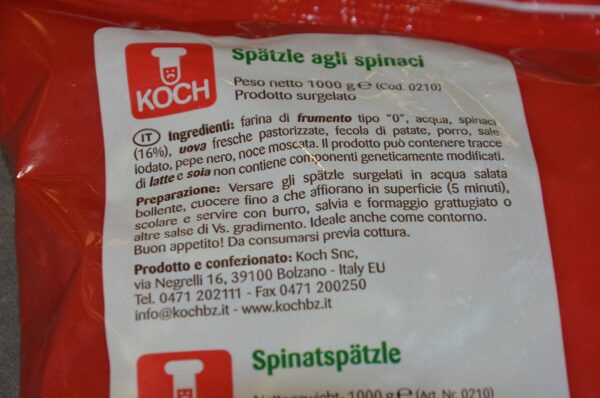 KOCH
Spätzle agli spinaci
Peso netto 1000 g ℮ (Cod. 0210)
Prodotto surgelato
IT Ingredienti: farina di frumento tipo "0", acqua, spinaci
(16%), uova fresche pastorizzate, fecola di patate, porro, sale
iodato, pepe nero, noce moscata. Il prodotto può contenere tracce
di latte e soia non contiene componenti geneticamente modificati.
Preparazione: Versare gli spätzle surgelati in acqua salata
bollente, cuocere fino a che affiorano in superficie (5 minuti),
scolare e servire con burro, salvia e formaggio grattugiato o
altre salse di Vs. gradimento. Ideale anche come contorno.
Buon appetito! Da consumarsi previa cottura.
Prodotto e confezionato: Koch Snc,
via Negrelli 16, 39100 Bolzano - Italy EU
Tel. 0471 202111 - Fax 0471 200250
info@kochbz.it - www.kochbz.it
Spinatspätzle
Nettogewicht: 1000 g ℮ (Art. Nr. 0210)